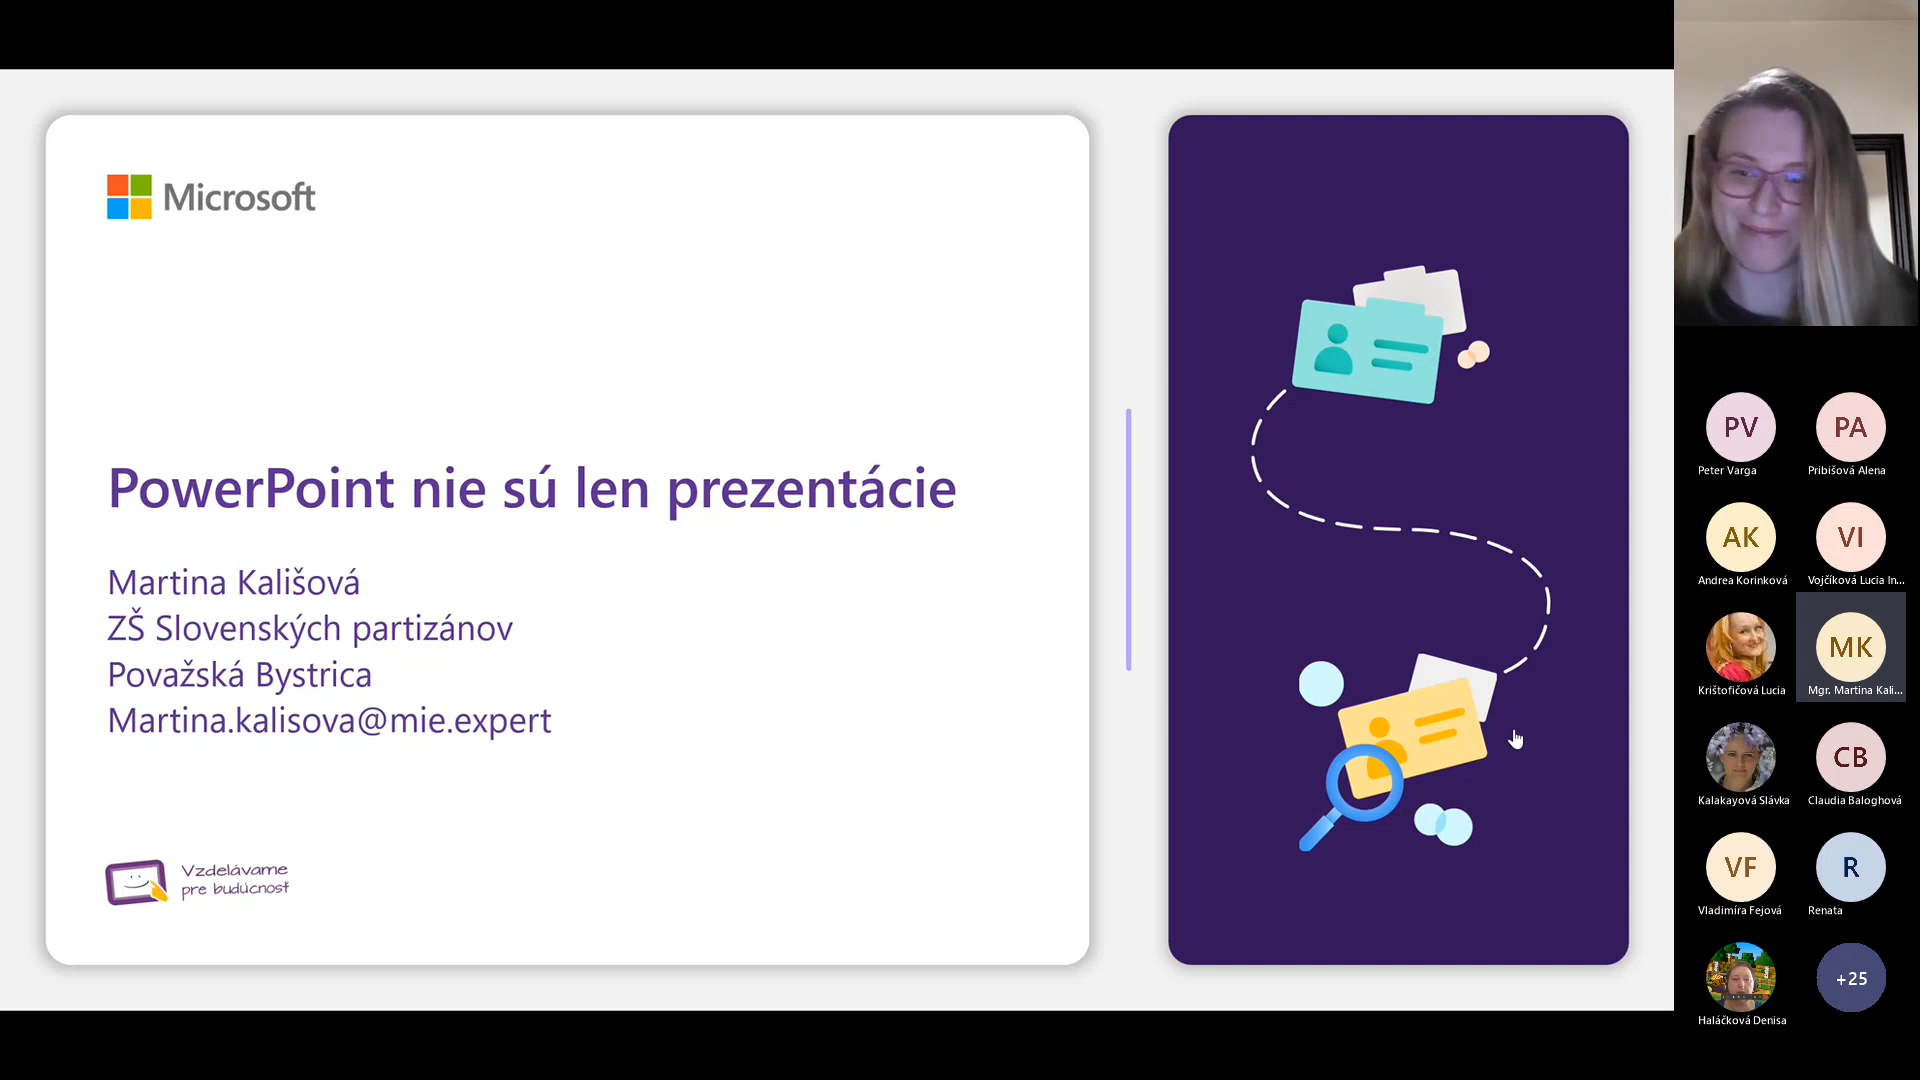 Microsoft
PowerPoint nie sú len prezentácie
Martina Kališová
ZŠ Slovenských partizánov
Považská Bystrica
Martina.kalisova@mie.expert
Vzdelávame
pre budúcnosť
PV
Peter Varga
PA
Pribišová Alena
AK
Andrea Korinková
VI
Vojčíková Lucia In...
Krištofičová Lucia
MK
Mgr. Martina Kali...
Kalakayová Slávka
CB
Claudia Baloghová
VF
Vladimíra Fejová
R
Renata
Haláčková Denisa
+25